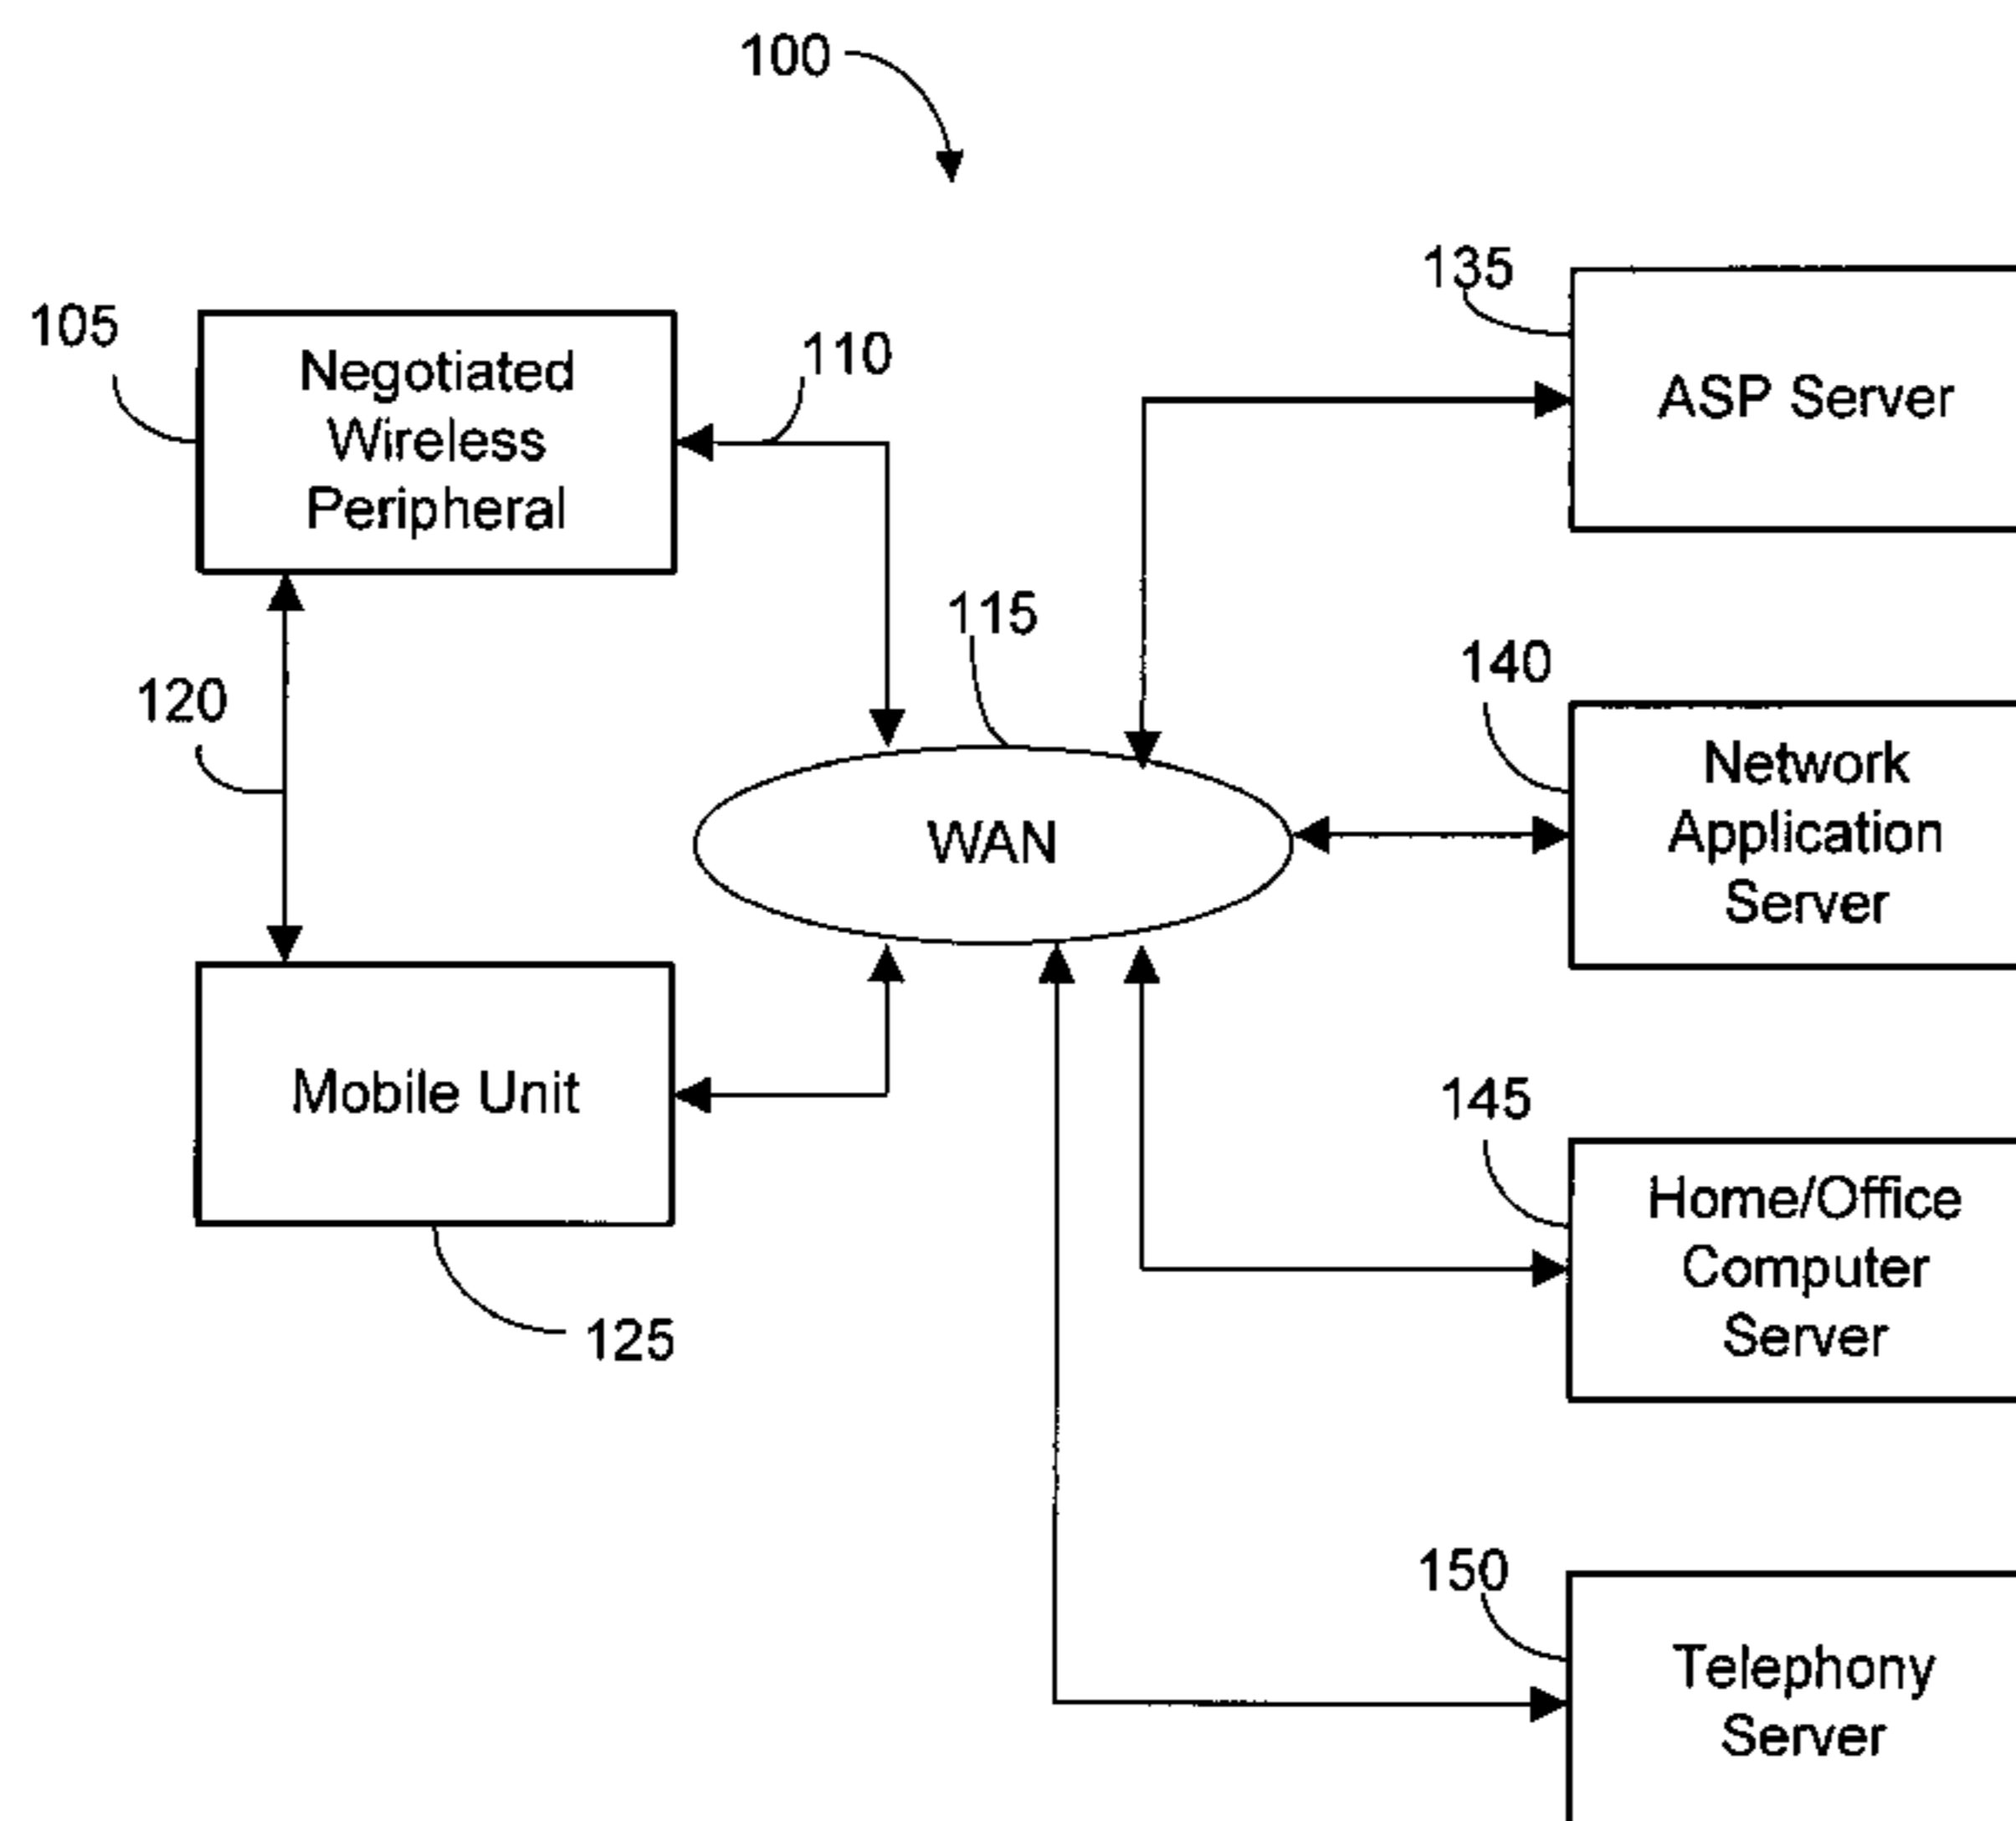 100
135
105
Negotiated
Wireless
Peripheral
110
ASP Server
115
120
140
Network
Application
Server
WAN
Mobile Unit
145
Home/Office
Computer
Server
125
150
Telephony
Server